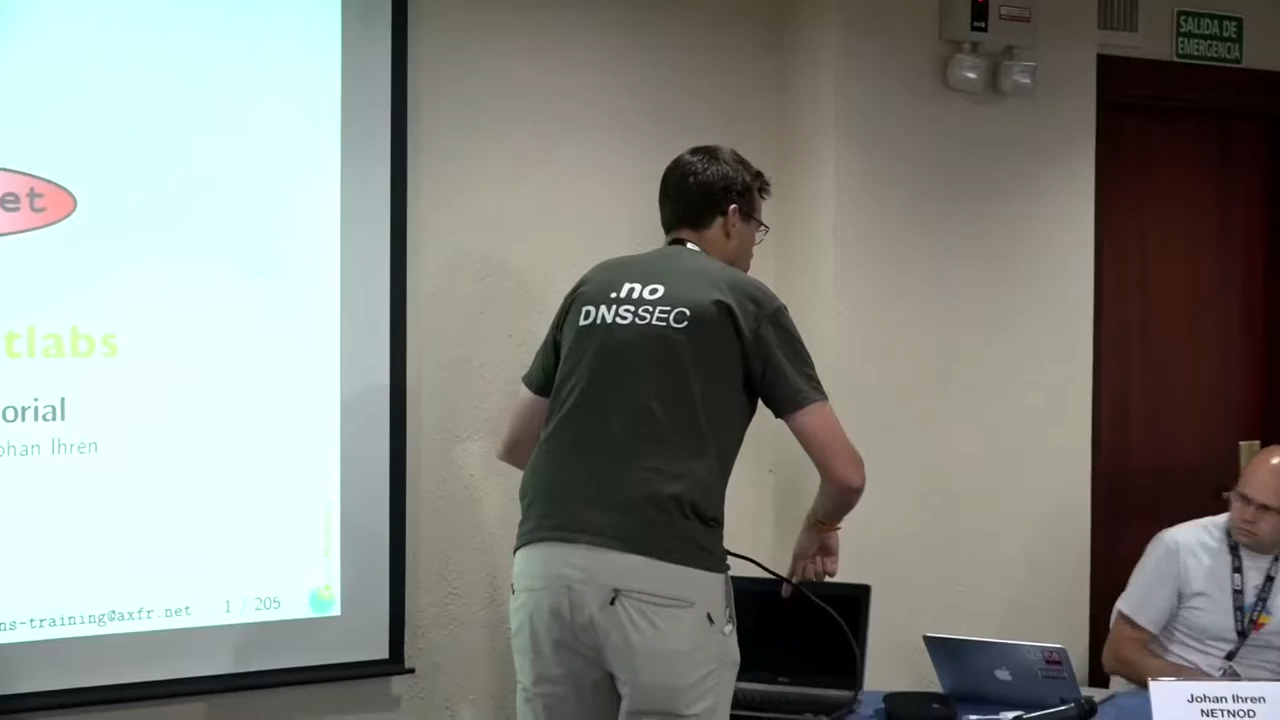 et
tlabs
orial
ohan Ihren
ns-training@axfr.net 1 / 205
.no
DNSSEC
SALIDA DE
EMERGENCIA
Johan Ihren
NETNOD